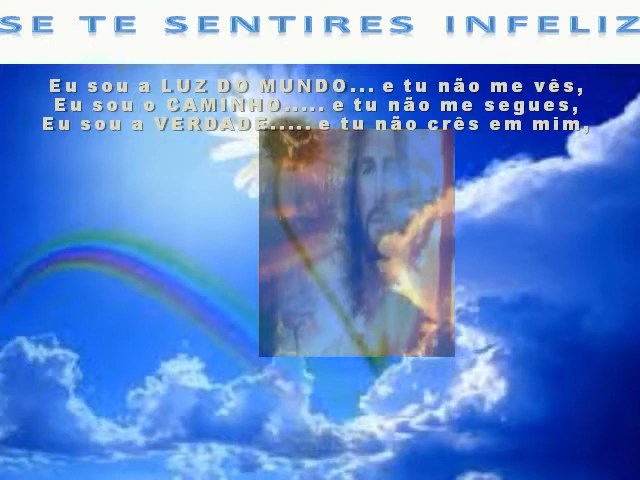 SE TE SENTIRES INFELIZ
Eu sou a LUZ DO MUNDO... e tu não me vês,
Eu sou o CAMINHO..... e tu não me segues,
Eu sou a VERDADE..... e tu não crês em mim,